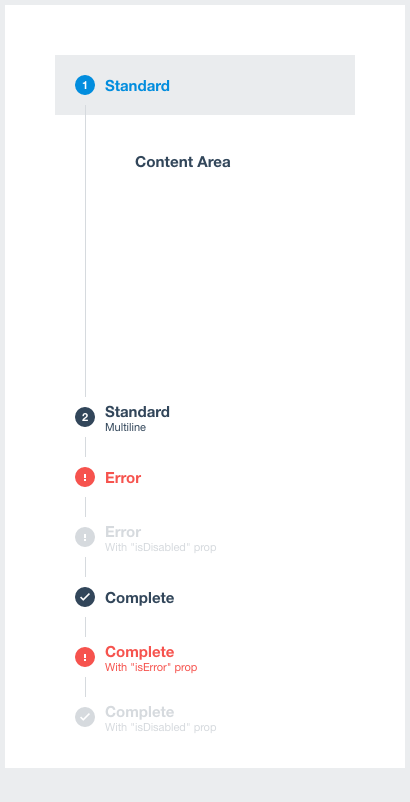 1 Standard
Content Area
2 Standard
Multiline
! Error
! Error
With "isDisabled" prop
Complete
! Complete
With "isError" prop
Complete
With "isDisabled" prop